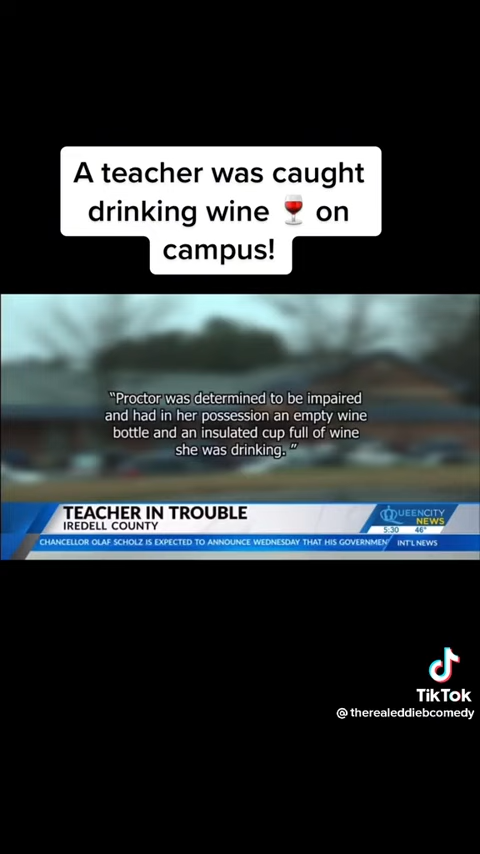 A teacher was caught
drinking wine 🍷 on
campus!
“Proctor was determined to be impaired
and had in her possession an empty wine
bottle and an insulated cup full of wine
she was drinking. ”
TEACHER IN TROUBLE
IREDELL COUNTY
QUEENCITY
NEWS
5:30 46°
CHANCELLOR OLAF SCHOLZ IS EXPECTED TO ANNOUNCE WEDNESDAY THAT HIS GOVERNMEN
INT'L NEWS
TikTok
@therealeddiebcomedy